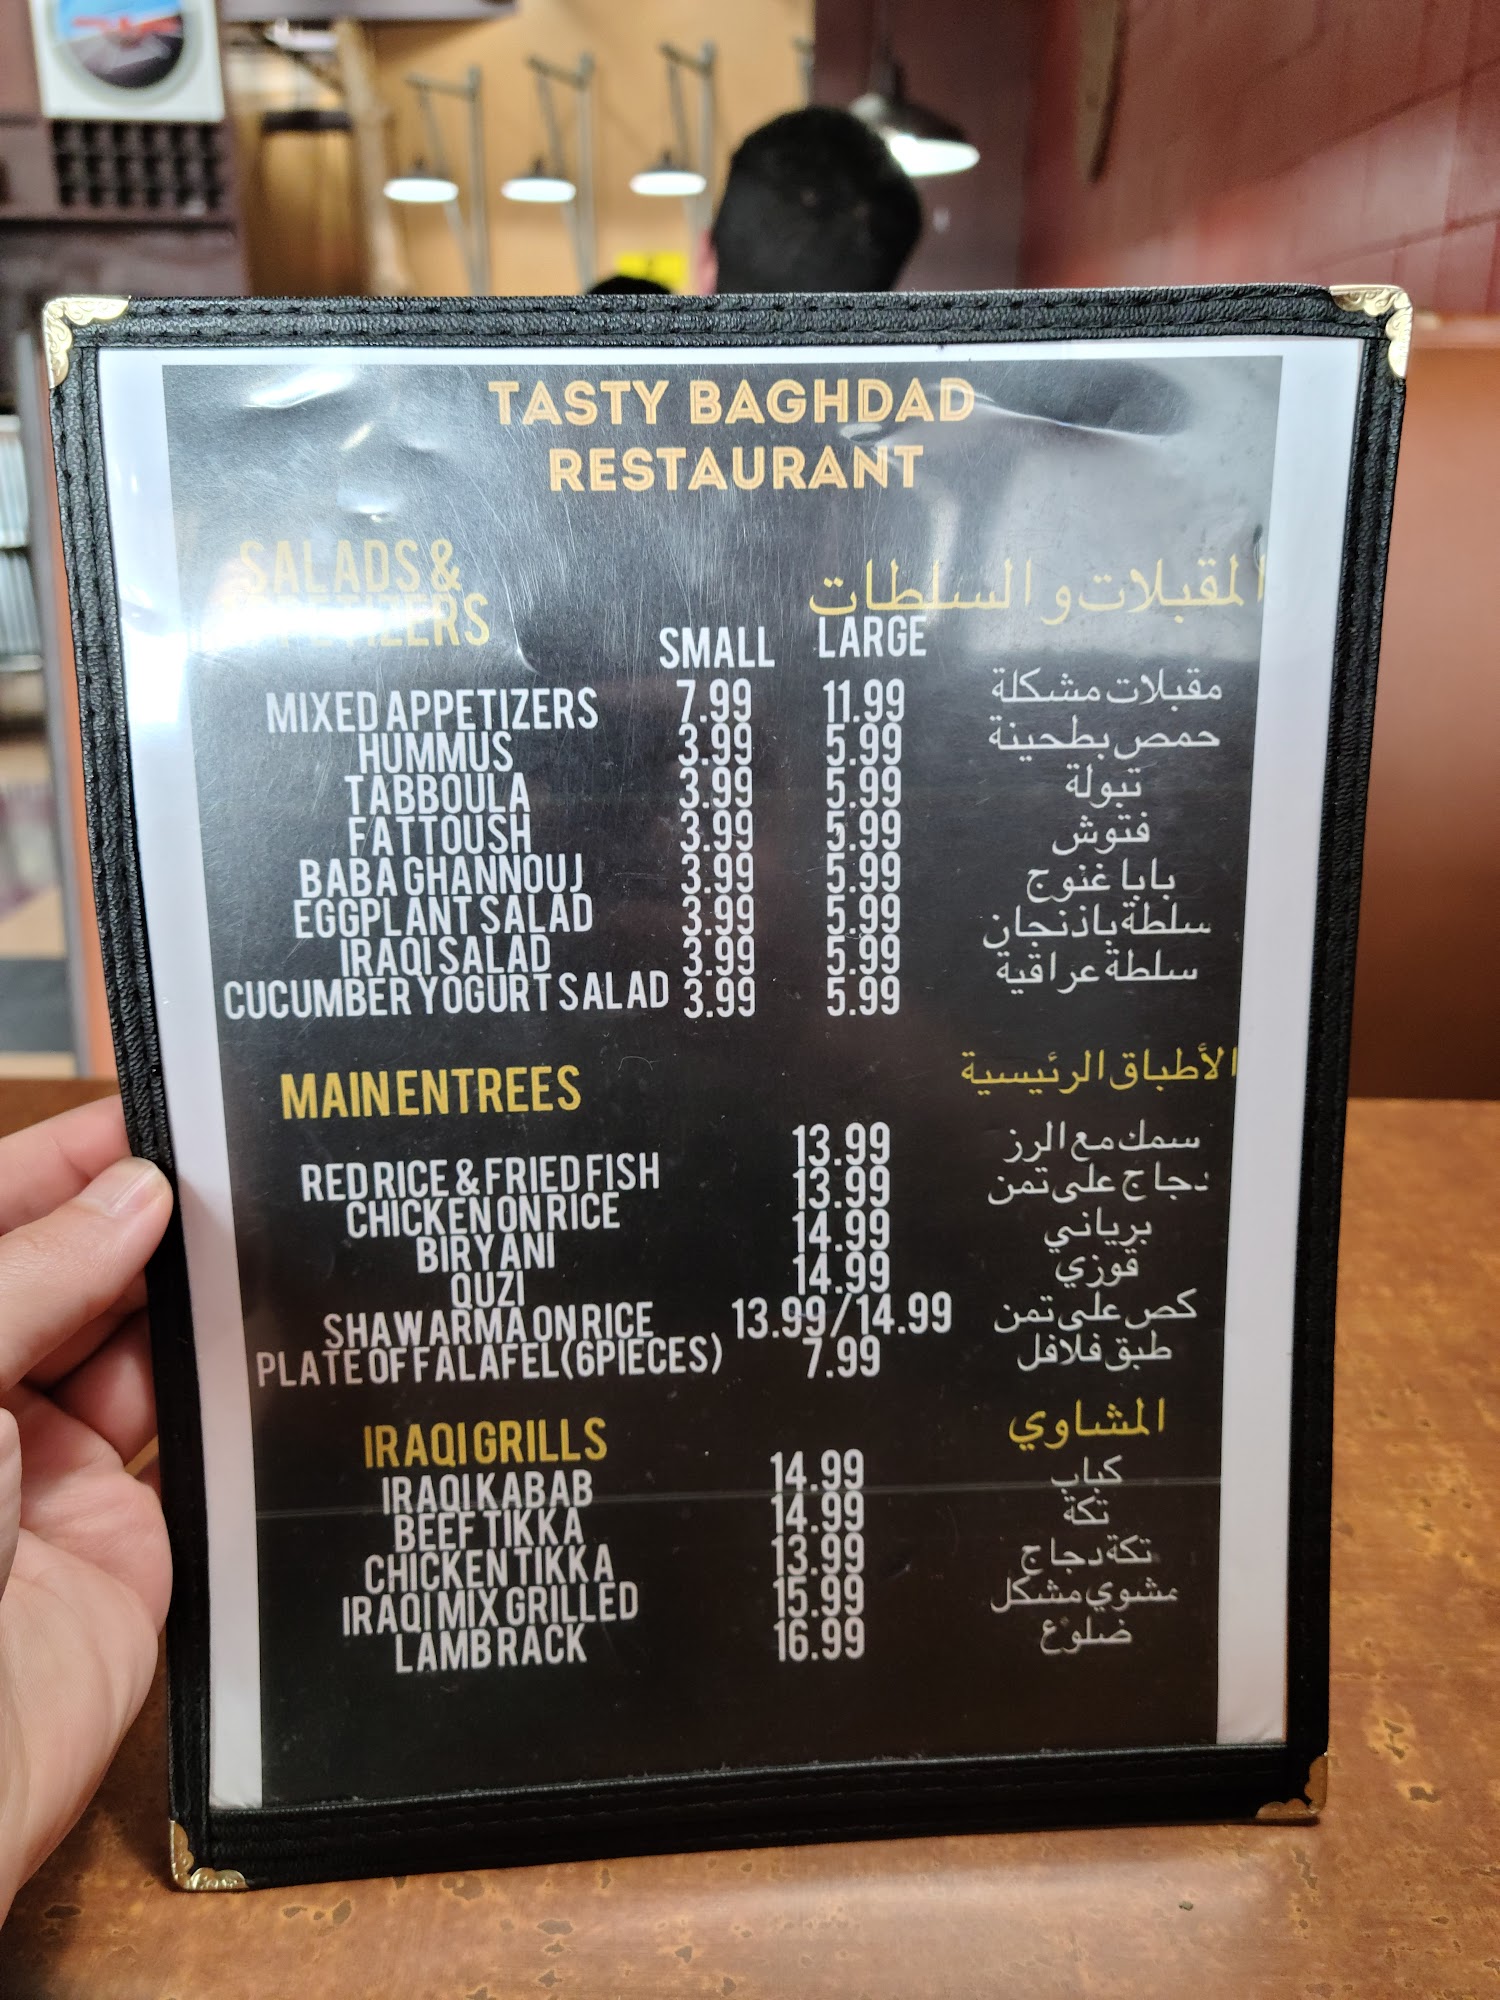 TASTY BAGHDAD
RESTAURANT
SALADS &
APPETIZERS
المقبلات و السلطات
SMALL LARGE
MIXED APPETIZERS 7.99 11.99 مقبلات مشكلة
HUMMUS 3.99 5.99 حمص بطحينة
TABBOULA 3.99 5.99 تبولة
FATTOUSH 3.99 5.99 فتوش
BABA GHANNOUJ 3.99 5.99 بابا غنوج
EGGPLANT SALAD 3.99 5.99 سلطة باذنجان
IRAQI SALAD 3.99 5.99 سلطة عراقية
CUCUMBER YOGURT SALAD 3.99 5.99
MAIN ENTREES الأطباق الرئيسية
RED RICE & FRIED FISH 13.99 سمك مع الرز
CHICKEN ON RICE 13.99 دجاج على تمن
BIRYANI 14.99 برياني
QUZI 14.99 قوزي
SHAWARMA ON RICE 13.99/14.99 كص على تمن
PLATE OF FALAFEL (6 PIECES) 7.99 طبق فلافل
IRAQI GRILLS المشاوي
IRAQI KABAB 14.99 كباب
BEEF TIKKA 14.99 تكة
CHICKEN TIKKA 13.99 تكة دجاج
IRAQI MIX GRILLED 15.99 مشوي مشكل
LAMB RACK 16.99 ضلوع